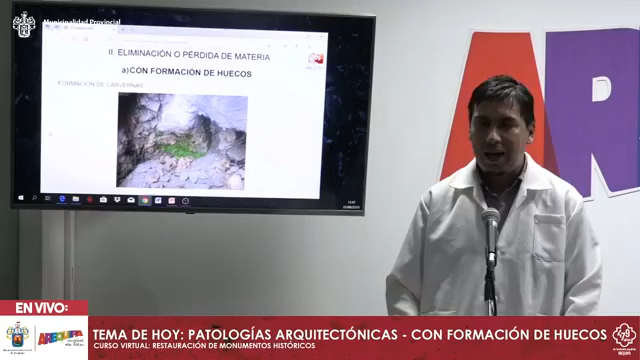 Municipalidad Provincial
II. ELIMINACIÓN O PÉRDIDA DE MATERIA
a)CON FORMACIÓN DE HUECOS
FORMACIÓN DE CARVERNAS
AR
EN VIVO:
AREQUIPA
TEMA DE HOY: PATOLOGÍAS ARQUITECTÓNICAS - CON FORMACIÓN DE HUECOS
CURSO VIRTUAL: RESTAURACIÓN DE MONUMENTOS HISTÓRICOS